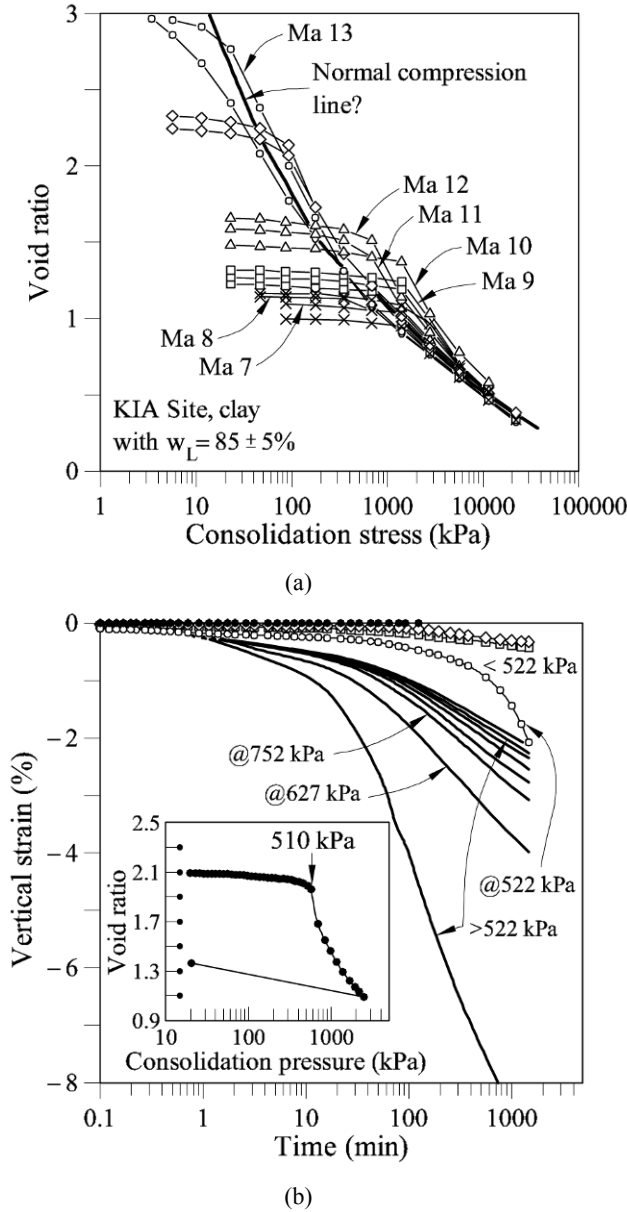 3
2
1
0
Void ratio
Ma 13
Normal compression
line?
Ma 12
Ma 11
Ma 10
Ma 9
Ma 8
Ma 7
KIA Site, clay
with w_L = 85 ± 5%
1 10 100 1000 10000 100000
Consolidation stress (kPa)
(a)
0
−2
−4
−6
−8
Vertical strain (%)
< 522 kPa
@752 kPa
@627 kPa
@522 kPa
>522 kPa
510 kPa
2.5
2.1
1.7
1.3
0.9
Void ratio
10 100 1000
Consolidation pressure (kPa)
0.1 1 10 100 1000
Time (min)
(b)